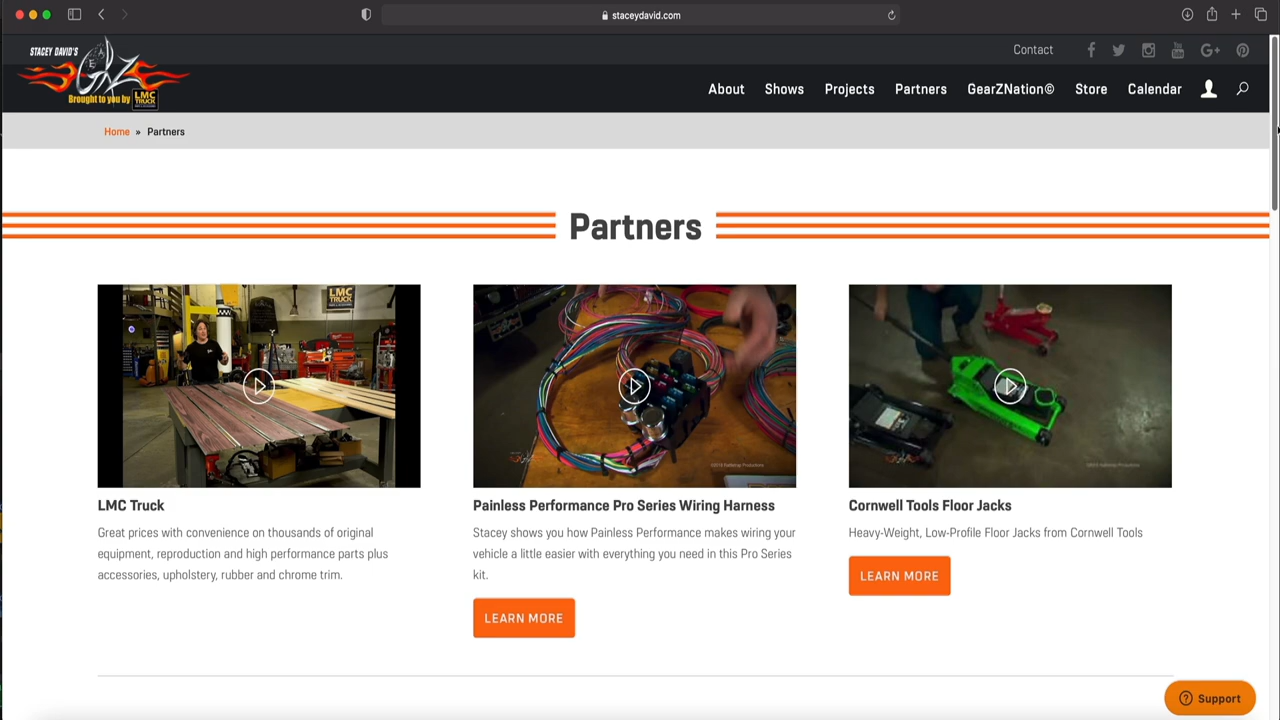 staceydavid.com
Contact
STACEY DAVID'S
GEARZ
Brought to you by LMC TRUCK
About Shows Projects Partners GearZNation© Store Calendar
Home » Partners
Partners
LMC
TRUCK
LMC Truck
Great prices with convenience on thousands of original
equipment, reproduction and high performance parts plus
accessories, upholstery, rubber and chrome trim.
Painless Performance Pro Series Wiring Harness
Stacey shows you how Painless Performance makes wiring your
vehicle a little easier with everything you need in this Pro Series
kit.
LEARN MORE
Cornwell Tools Floor Jacks
Heavy-Weight, Low-Profile Floor Jacks from Cornwell Tools
LEARN MORE
Support